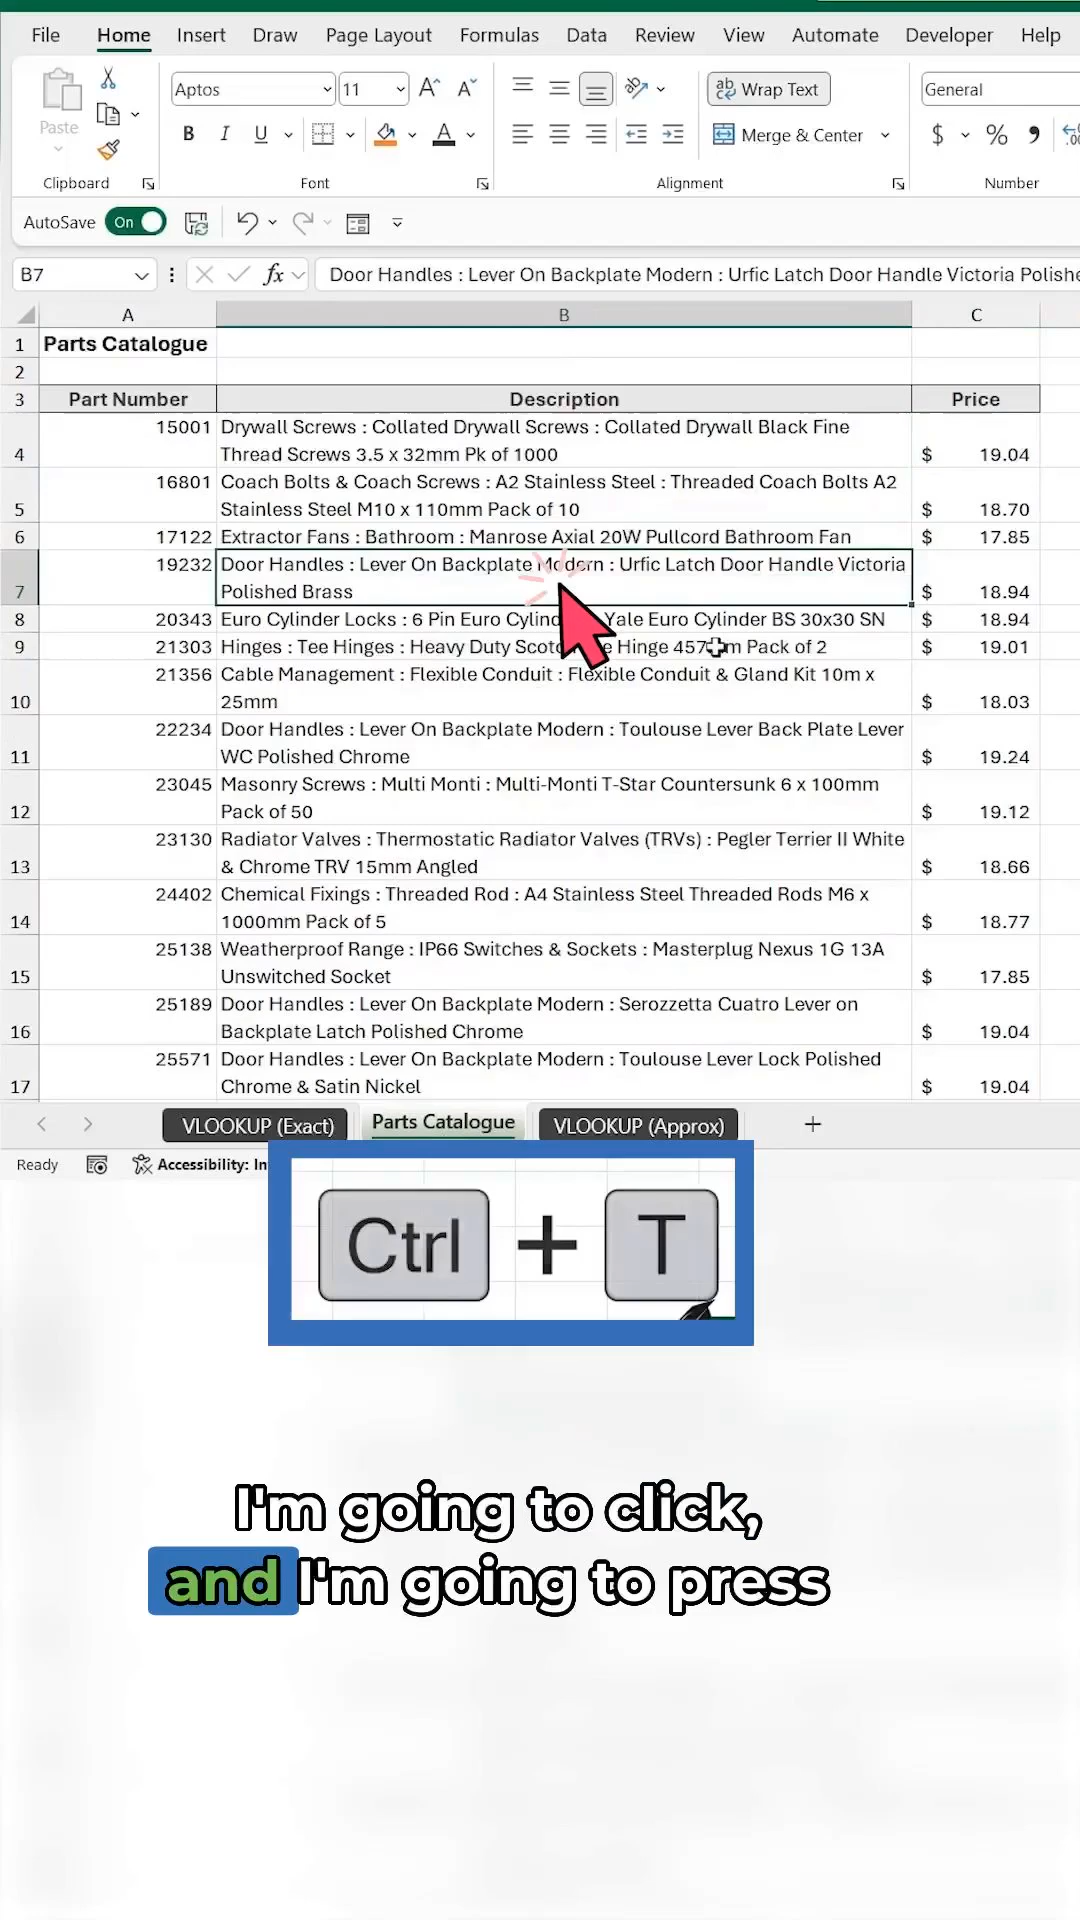 File Home Insert Draw Page Layout Formulas Data Review View Automate Developer Help
Paste
Aptos 11 A A
ab Wrap Text
General
B I U A
Merge & Center
$ % ,
Clipboard Font Alignment Number
AutoSave On
B7 fx Door Handles : Lever On Backplate Modern : Urfic Latch Door Handle Victoria
A B C
1 Parts Catalogue
2
3 Part Number Description Price
15001 Drywall Screws : Collated Drywall Screws : Collated Drywall Black Fine
4 Thread Screws 3.5 x 32mm Pk of 1000 $ 19.04
16801 Coach Bolts & Coach Screws : A2 Stainless Steel : Threaded Coach Bolts A2
5 Stainless Steel M10 x 110mm Pack of 10 $ 18.70
6 17122 Extractor Fans : Bathroom : Manrose Axial 20W Pullcord Bathroom Fan $ 17.85
19232 Door Handles : Lever On Backplate Modern : Urfic Latch Door Handle Victoria
7 Polished Brass $ 18.94
8 20343 Euro Cylinder Locks : 6 Pin Euro Yale Euro Cylinder BS 30x30 SN $ 18.94
9 21303 Hinges : Tee Hinges : Heavy Duty Hinge Pack of 2 $ 19.01
21356 Cable Management : Flexible Conduit : Flexible Conduit & Gland Kit 10m x
10 25mm $ 18.03
22234 Door Handles : Lever On Backplate Modern : Toulouse Lever Back Plate Lever
11 WC Polished Chrome $ 19.24
23045 Masonry Screws : Multi Monti : Multi-Monti T-Star Countersunk 6 x 100mm
12 Pack of 50 $ 19.12
23130 Radiator Valves : Thermostatic Radiator Valves (TRVs) : Pegler Terrier II White
13 & Chrome TRV 15mm Angled $ 18.66
24402 Chemical Fixings : Threaded Rod : A4 Stainless Steel Threaded Rods M6 x
14 1000mm Pack of 5 $ 18.77
25138 Weatherproof Range : IP66 Switches & Sockets : Masterplug Nexus 1G 13A
15 Unswitched Socket $ 17.85
25189 Door Handles : Lever On Backplate Modern : Serozzetta Cuatro Lever on
16 Backplate Latch Polished Chrome $ 19.04
25571 Door Handles : Lever On Backplate Modern : Toulouse Lever Lock Polished
17 Chrome & Satin Nickel $ 19.04
VLOOKUP (Exact) Parts Catalogue VLOOKUP (Approx) +
Ready Accessibility:
Ctrl + T
I'm going to click,
and I'm going to press